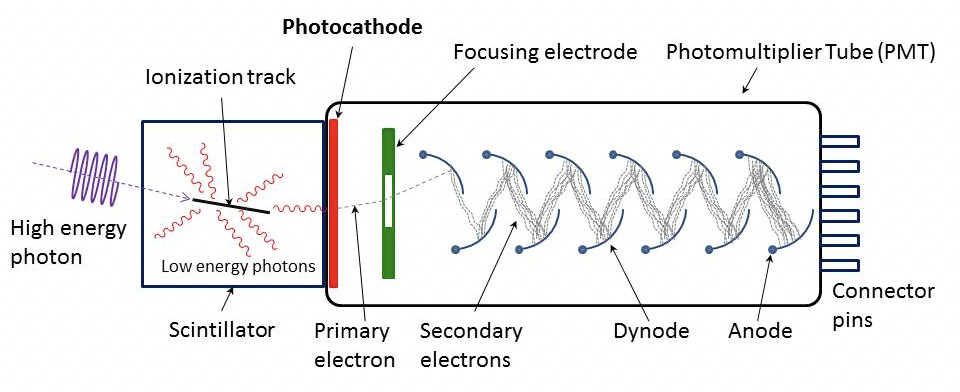 Photocathode
Focusing electrode
Photomultiplier Tube (PMT)
Ionization track
High energy
photon
Low energy photons
Scintillator
Primary
electron
Secondary
electrons
Dynode
Anode
Connector
pins